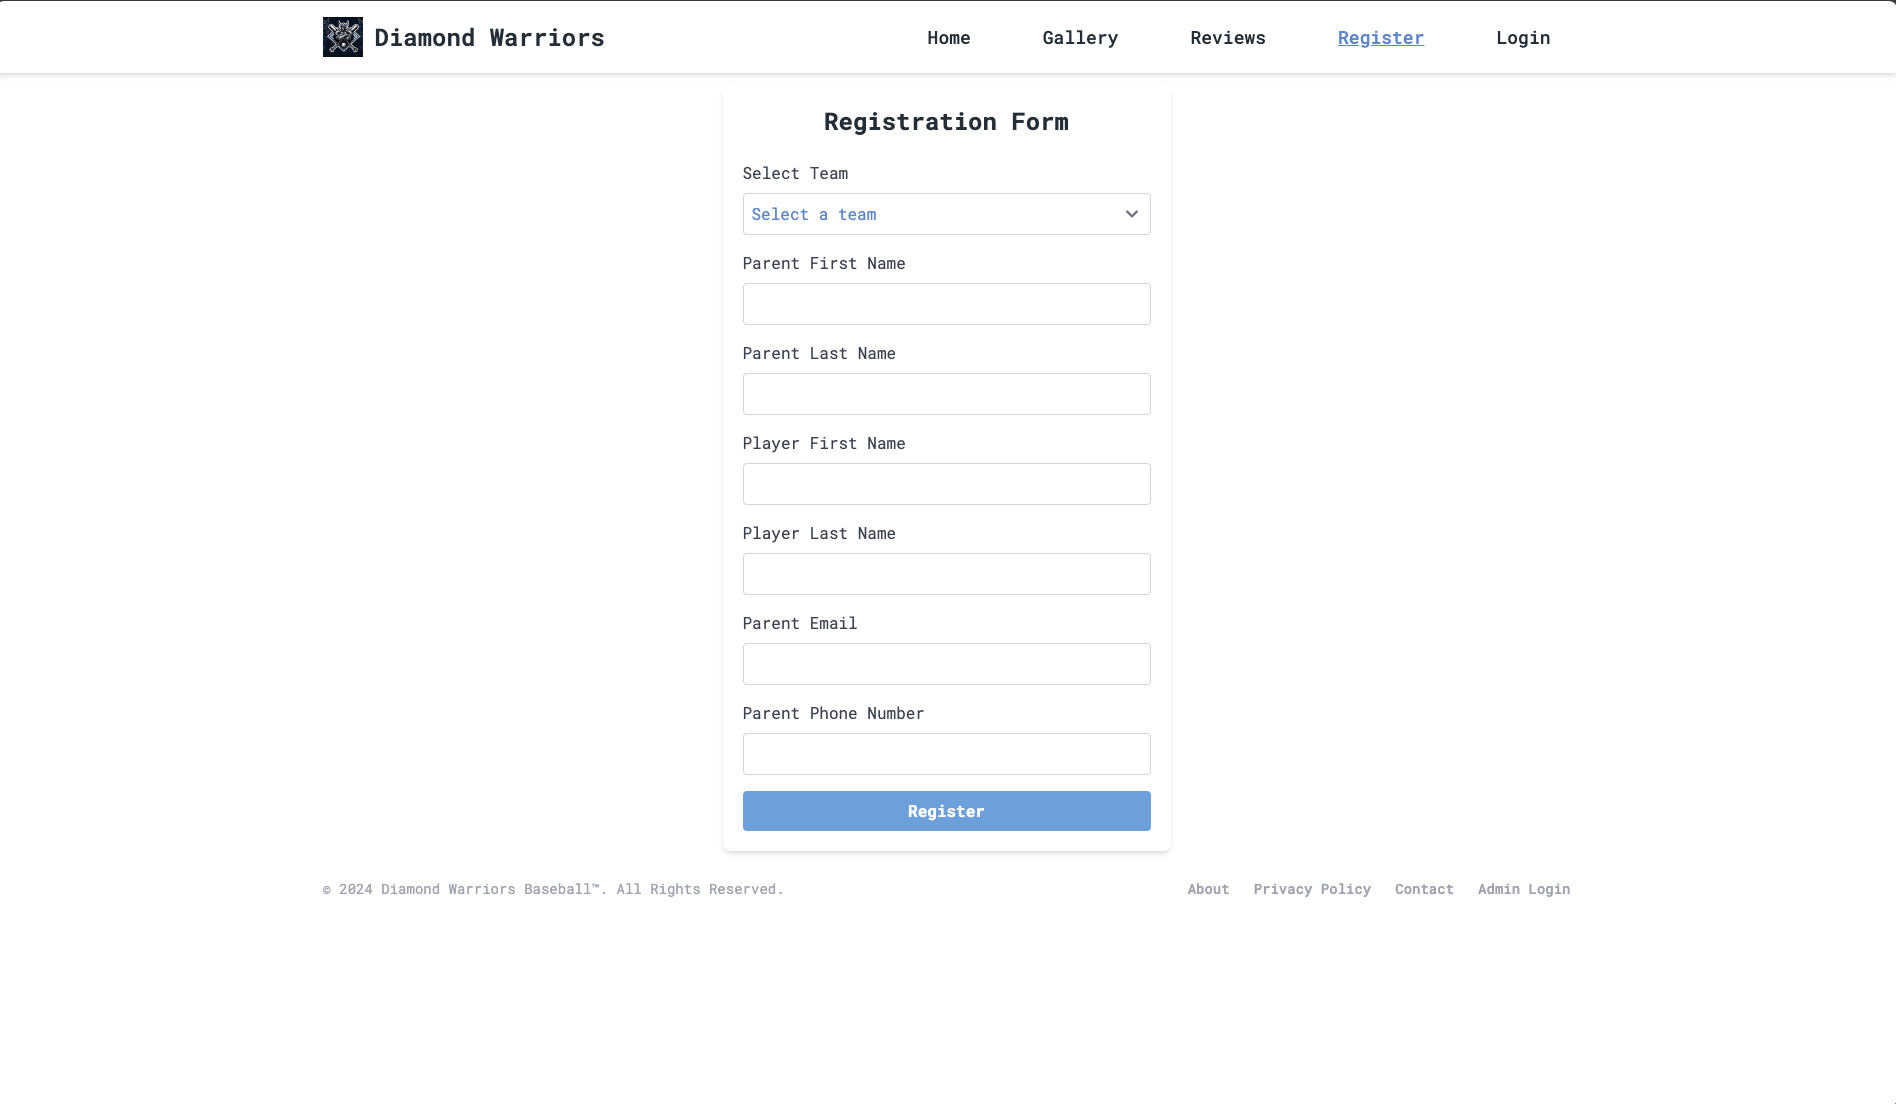 Diamond Warriors
Home Gallery Reviews Register Login
Registration Form
Select Team
Select a team
Parent First Name
Parent Last Name
Player First Name
Player Last Name
Parent Email
Parent Phone Number
Register
© 2024 Diamond Warriors Baseball™. All Rights Reserved.
About Privacy Policy Contact Admin Login